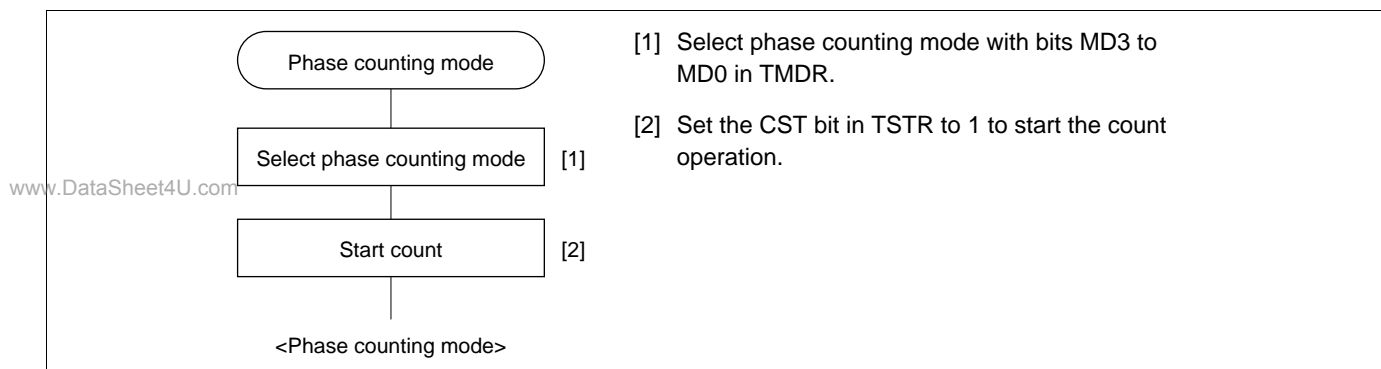 Phase counting mode
Select phase counting mode [1]
www.DataSheet4U.com
Start count [2]
<Phase counting mode>
[1] Select phase counting mode with bits MD3 to
MD0 in TMDR.
[2] Set the CST bit in TSTR to 1 to start the count
operation.